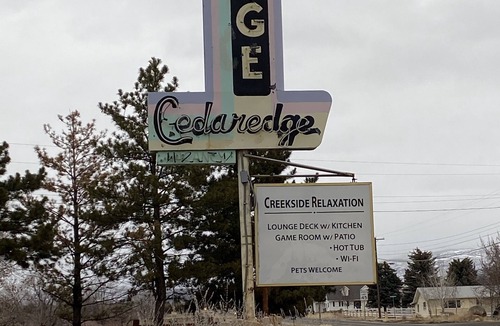 GE
Cedaredge
CREEKSIDE RELAXATION
LOUNGE DECK W/ KITCHEN
GAME ROOM W/ PATIO
• HOT TUB
• WI-FI
PETS WELCOME